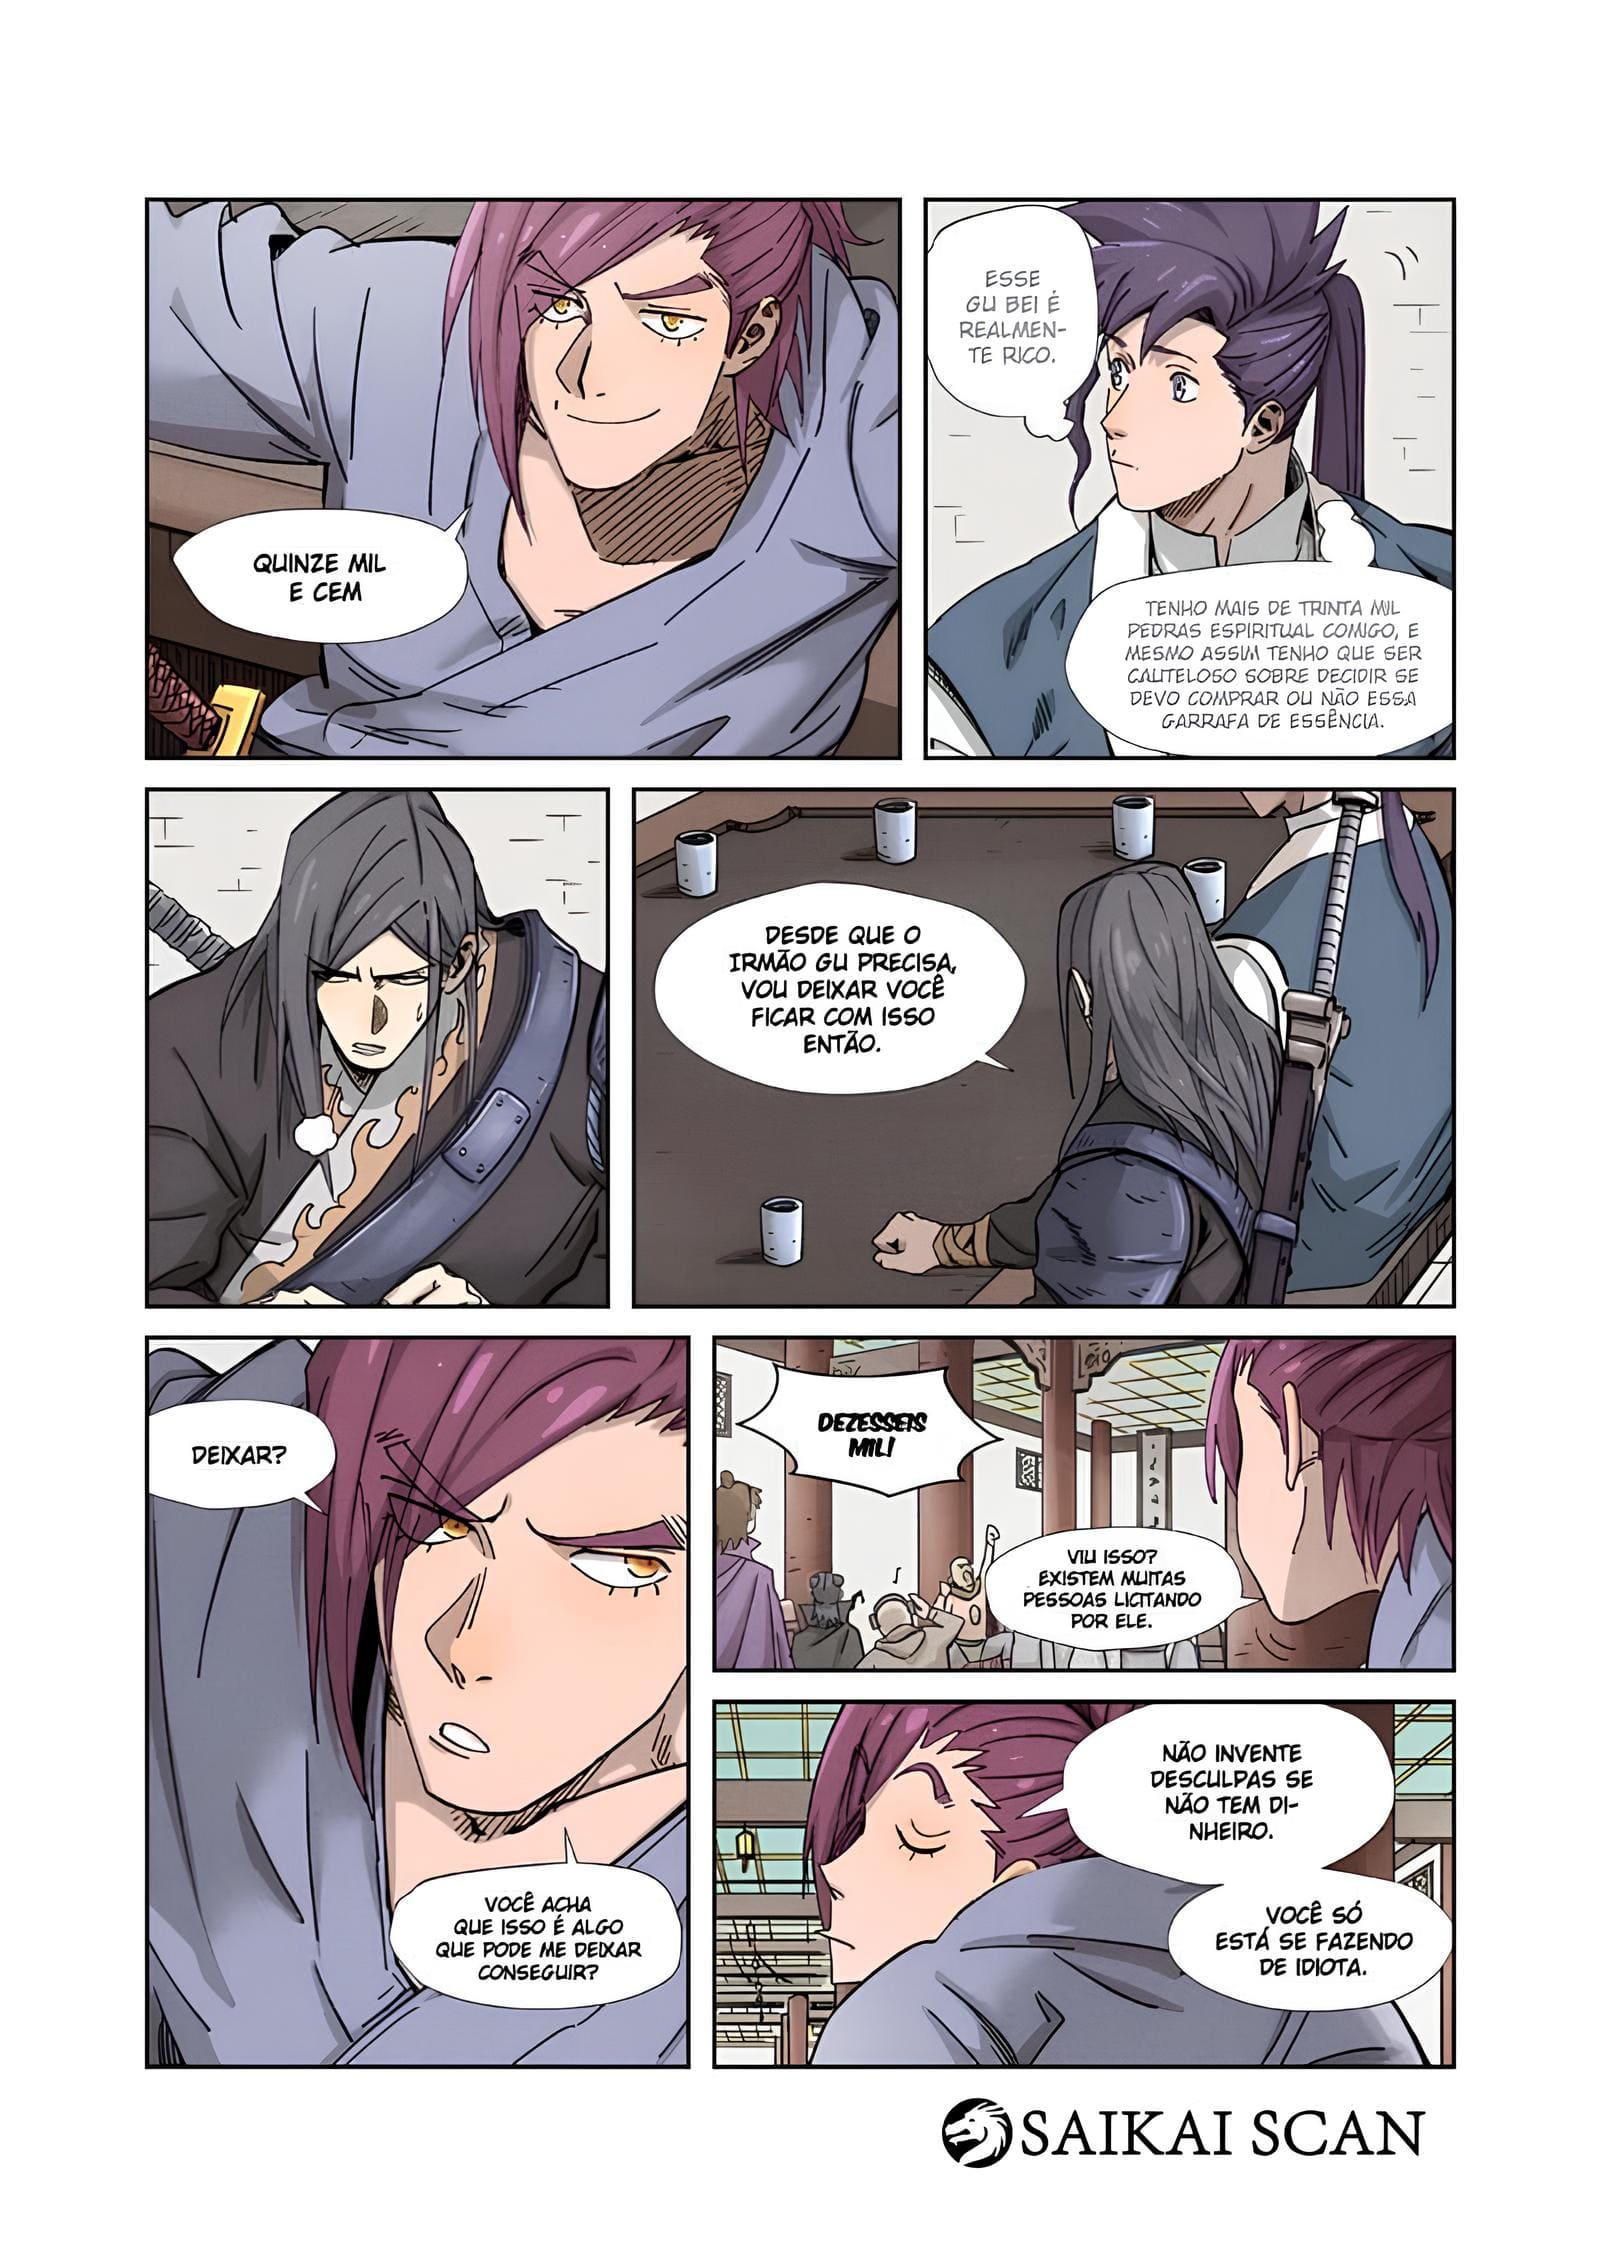 QUINZE MIL
E CEM
ESSE
GU BEI É
REALMEN-
TE RICO.
TENHO MAIS DE TRINTA MIL
PEDRAS ESPIRITUAL COMIGO, E
MESMO ASSIM TENHO QUE SER
CAUTELOSO SOBRE DECIDIR SE
DEVO COMPRAR OU NÃO ESSA
GARRAFA DE ESSÊNCIA.
DESDE QUE O
IRMÃO GU PRECISA,
VOU DEIXAR VOCÊ
FICAR COM ISSO
ENTÃO.
DEIXAR?
VOCÊ ACHA
QUE ISSO É ALGO
QUE PODE ME DEIXAR
CONSEGUIR?
DEZESSEIS
MIL!
VIU ISSO?
EXISTEM MUITAS
PESSOAS LICITANDO
POR ELE.
NÃO INVENTE
DESCULPAS SE
NÃO TEM DI-
NHEIRO.
VOCÊ SÓ
ESTÁ SE FAZENDO
DE IDIOTA.
SAIKAI SCAN